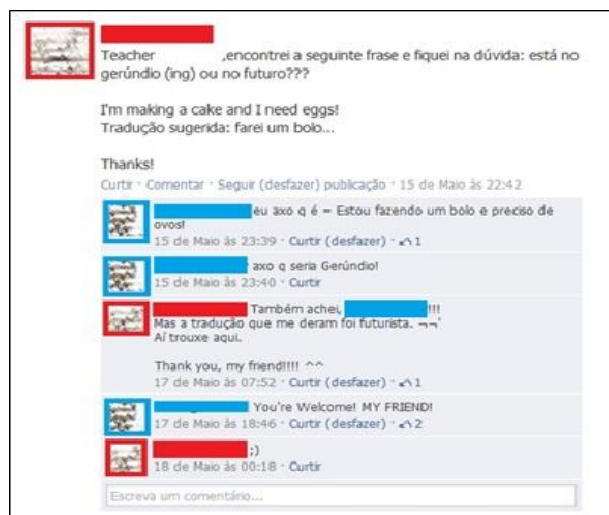 Teacher ,encontrei a seguinte frase e fiquei na dúvida: está no
gerúndio (ing) ou no futuro???
I'm making a cake and I need eggs!
Tradução sugerida: farei um bolo...
Thanks!
Curtir · Comentar · Seguir (desfazer) publicação · 15 de Maio às 22:42
eu axo q é = Estou fazendo um bolo e preciso de
ovos!
15 de Maio às 23:39 · Curtir (desfazer) · 1
axo q seria Gerúndio!
15 de Maio às 23:40 · Curtir
Também achei, !!!
Mas a tradução que me deram foi futurista. ¬¬'
Aí trouxe aqui.
Thank you, my friend!!!! ^^
17 de Maio às 07:52 · Curtir (desfazer) · 1
You're Welcome! MY FRIEND!
17 de Maio às 18:46 · Curtir (desfazer) · 2
;)
18 de Maio às 00:18 · Curtir
Escreva um comentário...